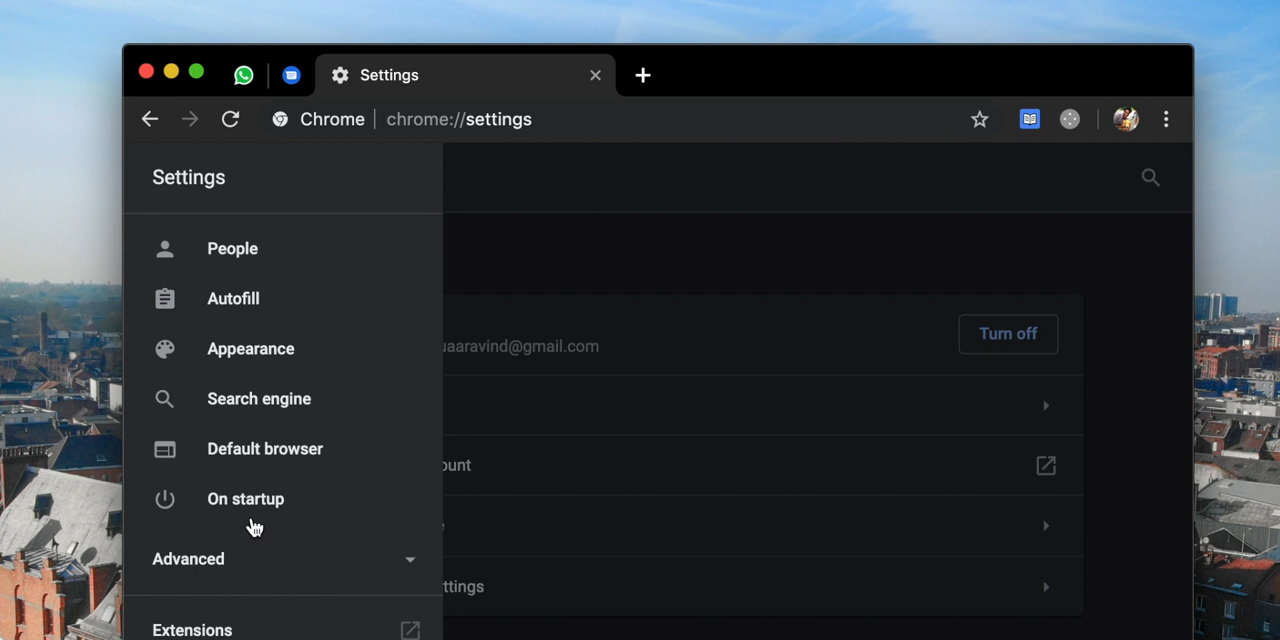 Settings
Chrome
chrome://settings
Settings
People
Autofill
Appearance
Search engine
Default browser
On startup
Advanced
Extensions
Turn off
uaaravind@gmail.com
ount
e
ttings